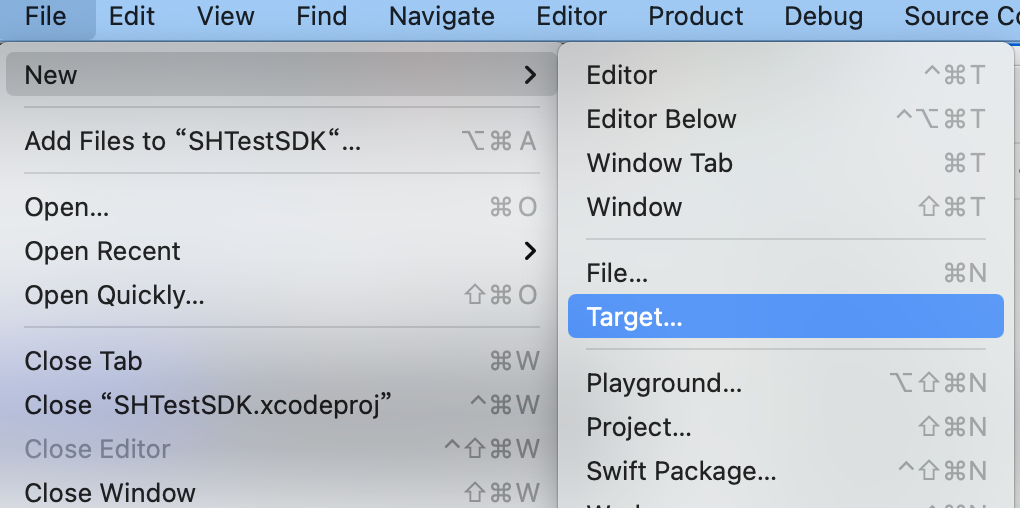 File Edit View Find Navigate Editor Product Debug Source
New
Add Files to “SHTestSDK“... ⌥⌘A
Open... ⌘O
Open Recent
Open Quickly... ⇧⌘O
Close Tab ⌘W
Close “SHTestSDK.xcodeproj” ^⌘W
Close Editor ^⇧⌘W
Close Window ⇧⌘W
Editor ^⌘T
Editor Below ^⌥⌘T
Window Tab ⌘T
Window ⇧⌘T
File... ⌘N
Target...
Playground... ⌥⇧⌘N
Project... ⇧⌘N
Swift Package... ^⇧⌘N